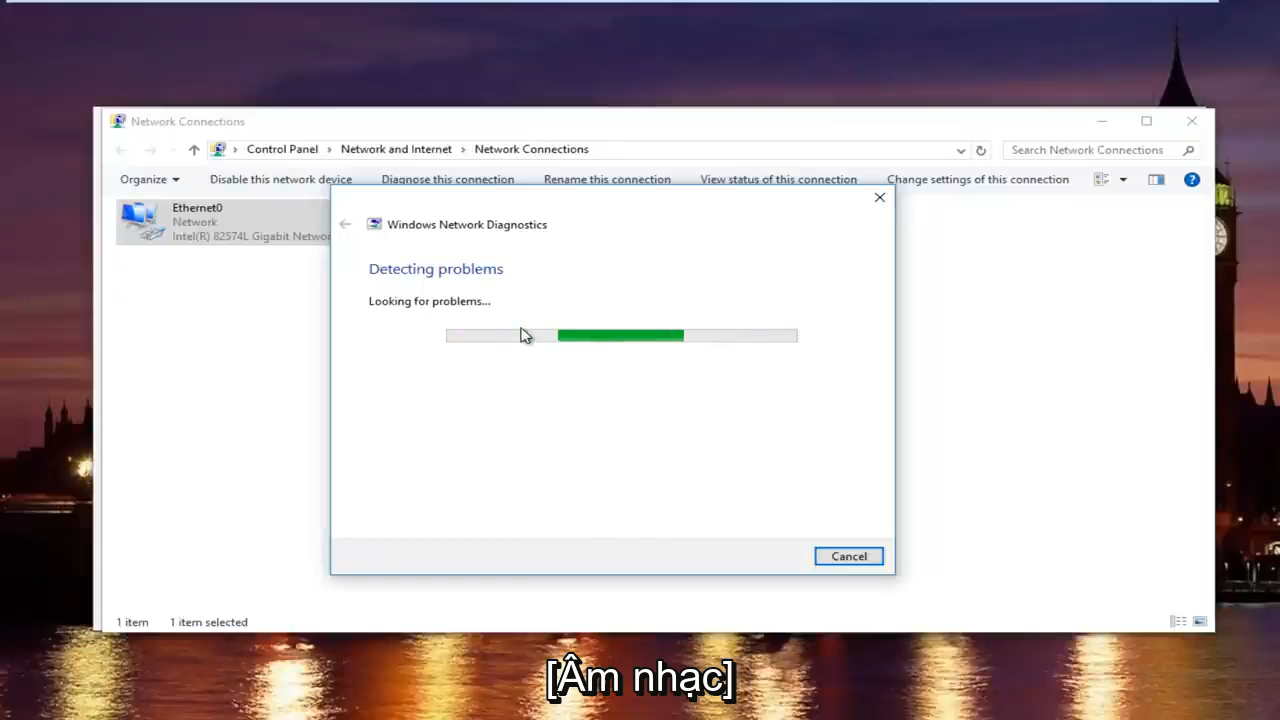 Network Connections
Control Panel > Network and Internet > Network Connections
Search Network Connections
Organize Disable this network device Diagnose this connection Rename this connection View status of this connection Change settings of this connection
Ethernet0
Network
Intel(R) 82574L Gigabit Networ
Windows Network Diagnostics
Detecting problems
Looking for problems...
Cancel
1 item 1 item selected
[Âm nhạc]